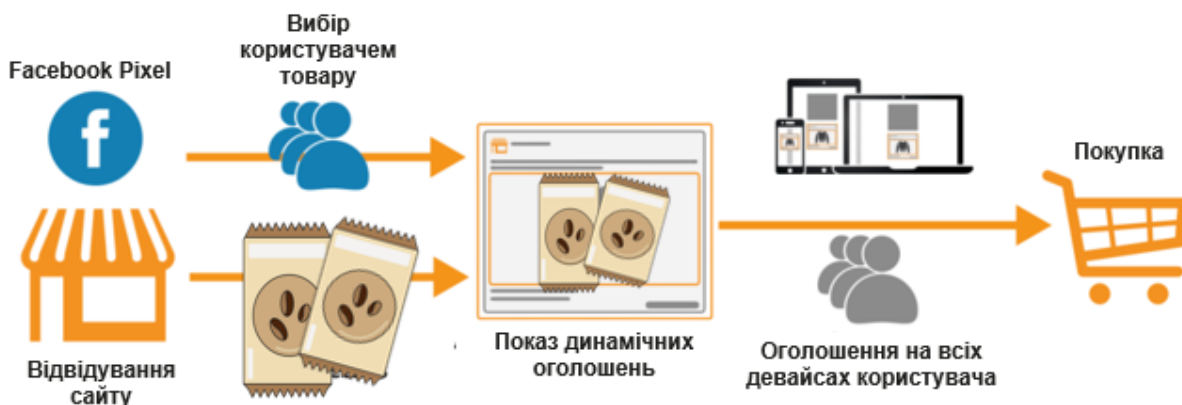 Facebook Pixel
Вибір
користувачем
товару
Відвідування
сайту
Показ динамічних
оголошень
Оголошення на всіх
девайсах користувача
Покупка